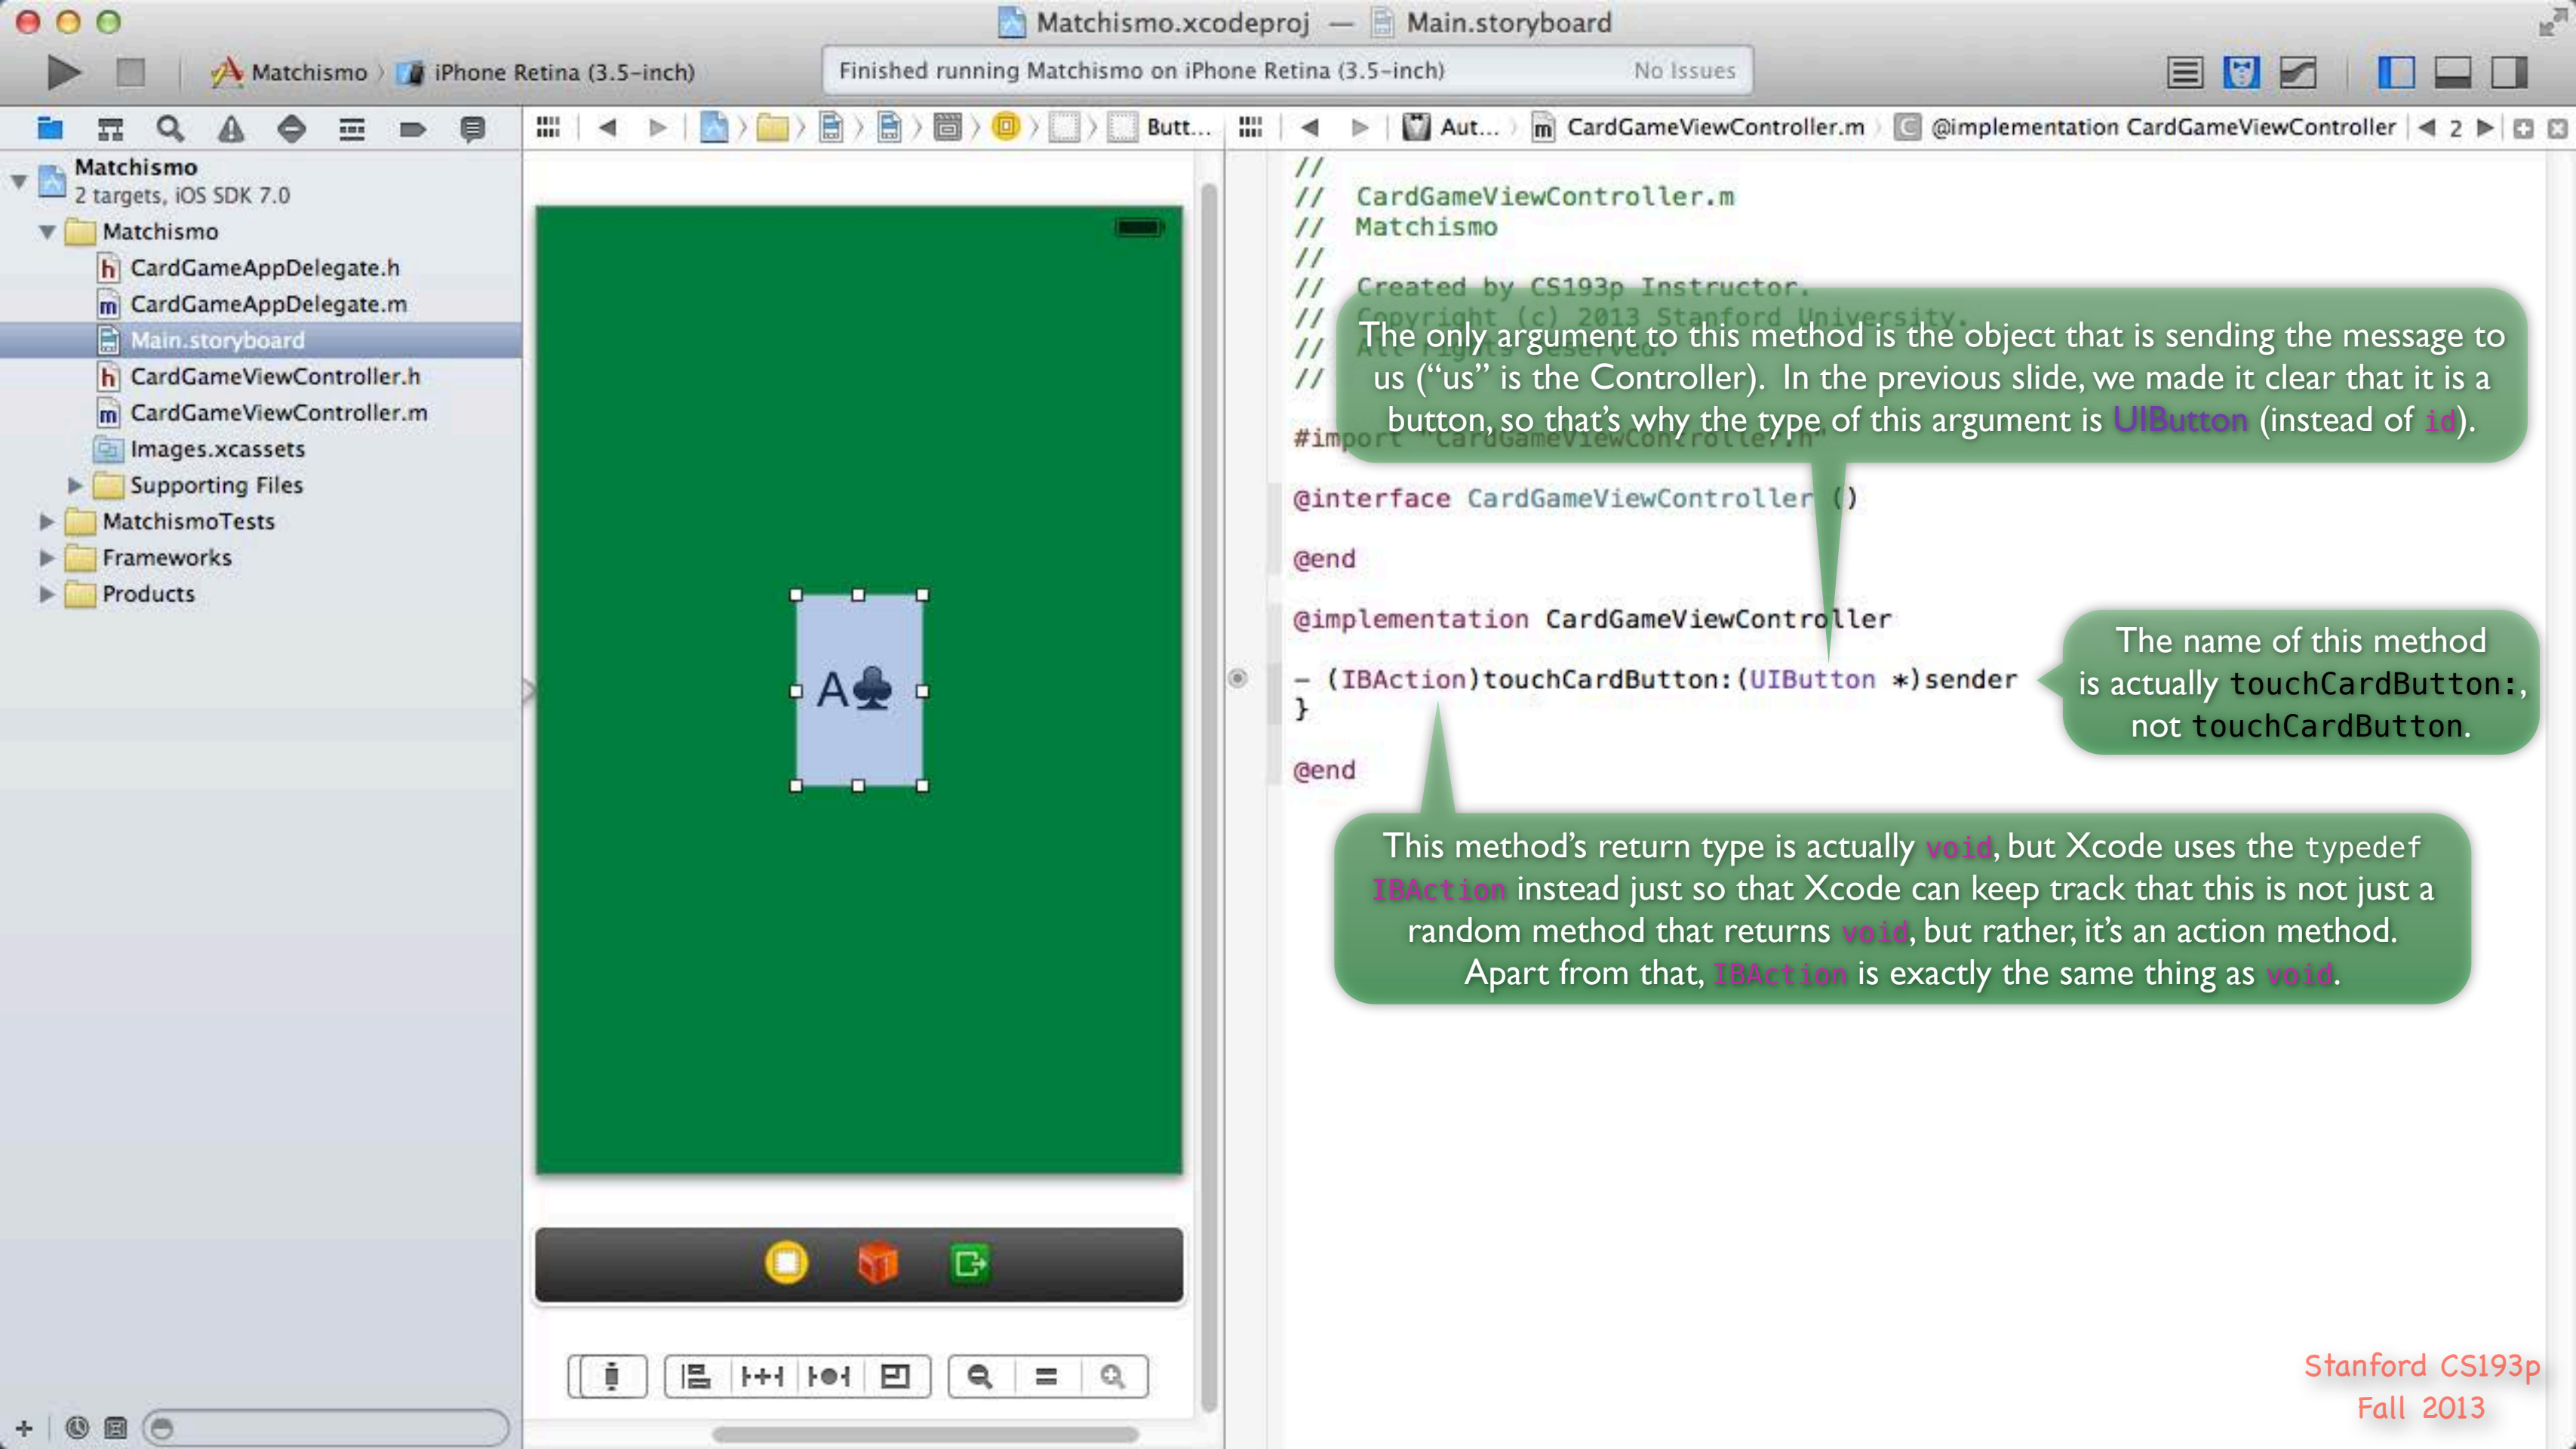 Matchismo.xcodeproj — Main.storyboard
Matchismo iPhone Retina (3.5-inch)
Finished running Matchismo on iPhone Retina (3.5-inch) No Issues
Butt...
Aut... CardGameViewController.m @implementation CardGameViewController 2
Matchismo
2 targets, iOS SDK 7.0
Matchismo
CardGameAppDelegate.h
CardGameAppDelegate.m
Main.storyboard
CardGameViewController.h
CardGameViewController.m
Images.xcassets
Supporting Files
MatchismoTests
Frameworks
Products
A♣
//
// CardGameViewController.m
// Matchismo
//
// Created by CS193p Instructor.
// Copyright (c) 2013 Stanford University.
// All rights reserved.
//
#import "CardGameViewController.h"
@interface CardGameViewController ()
@end
@implementation CardGameViewController
- (IBAction)touchCardButton:(UIButton *)sender
}
@end
The only argument to this method is the object that is sending the message to
us (“us” is the Controller). In the previous slide, we made it clear that it is a
button, so that’s why the type of this argument is UIButton (instead of id).
The name of this method
is actually touchCardButton:,
not touchCardButton.
This method’s return type is actually void, but Xcode uses the typedef
IBAction instead just so that Xcode can keep track that this is not just a
random method that returns void, but rather, it’s an action method.
Apart from that, IBAction is exactly the same thing as void.
Stanford CS193p
Fall 2013